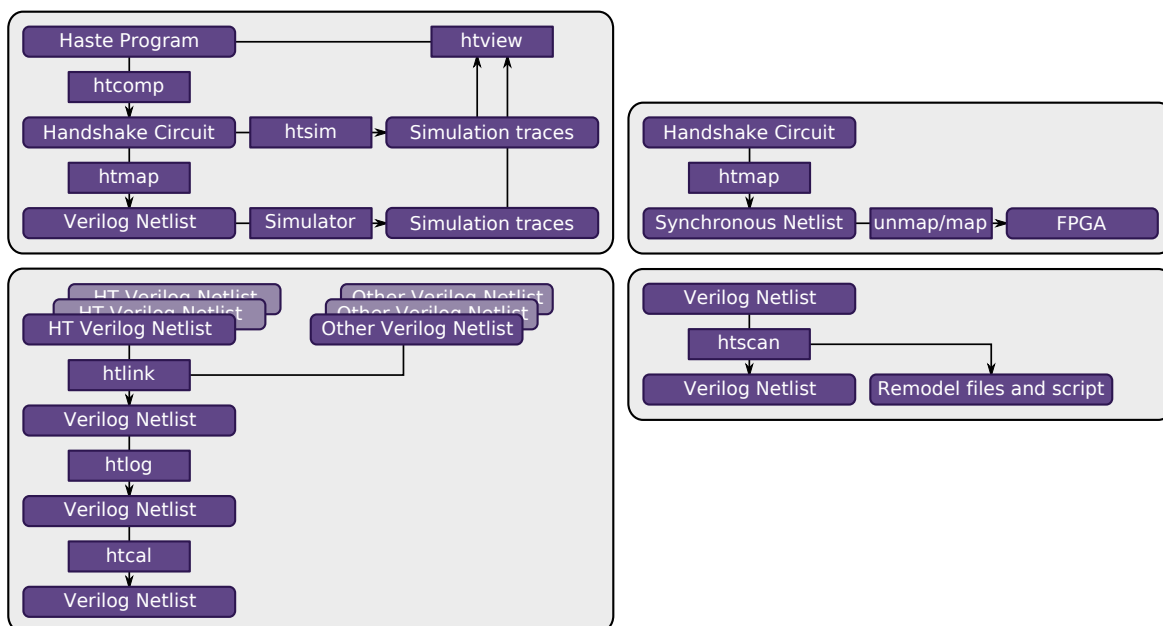 Haste Program
htview
htcomp
Handshake Circuit
htsim
Simulation traces
htmap
Verilog Netlist
Simulator
Simulation traces
Handshake Circuit
htmap
Synchronous Netlist
unmap/map
FPGA
HT Verilog Netlist
HT Verilog Netlist
HT Verilog Netlist
Other Verilog Netlist
Other Verilog Netlist
Other Verilog Netlist
htlink
Verilog Netlist
htlog
Verilog Netlist
htcal
Verilog Netlist
Verilog Netlist
htscan
Verilog Netlist
Remodel files and script